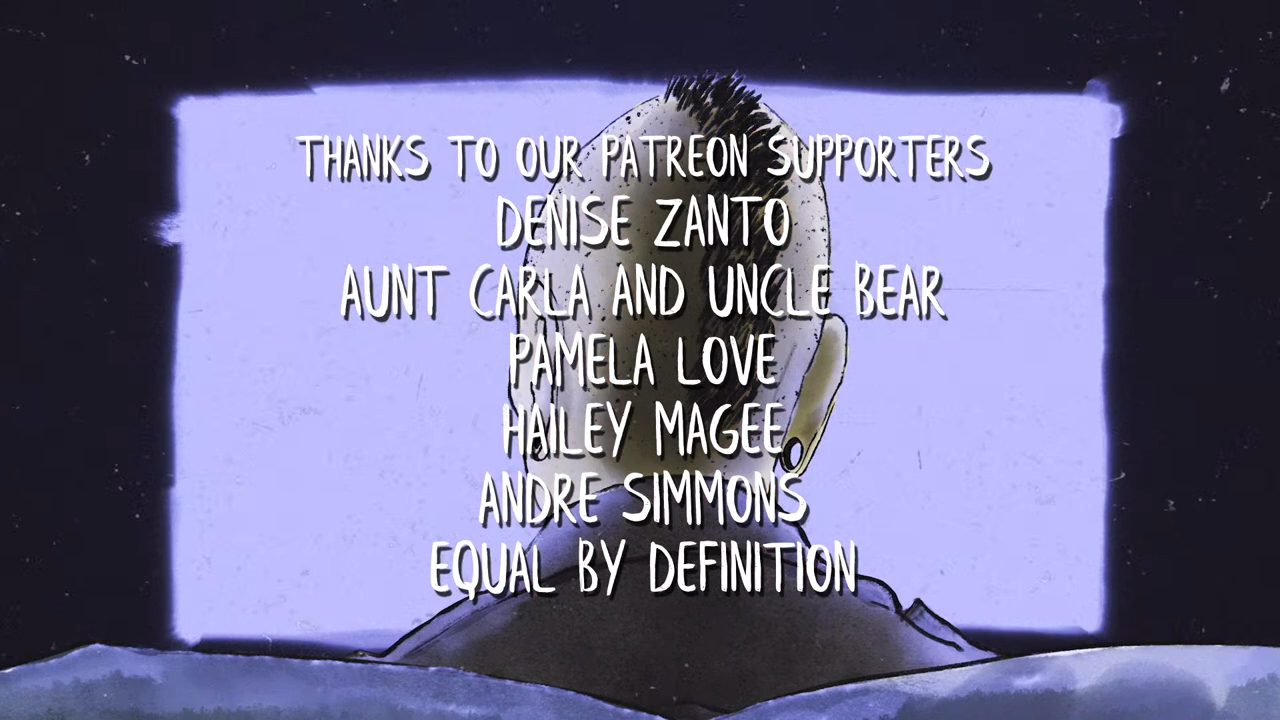 THANKS TO OUR PATREON SUPPORTERS
DENISE ZANTO
AUNT CARLA AND UNCLE BEAR
PAMELA LOVE
HAILEY MAGEE
ANDRE SIMMONS
EQUAL BY DEFINITION